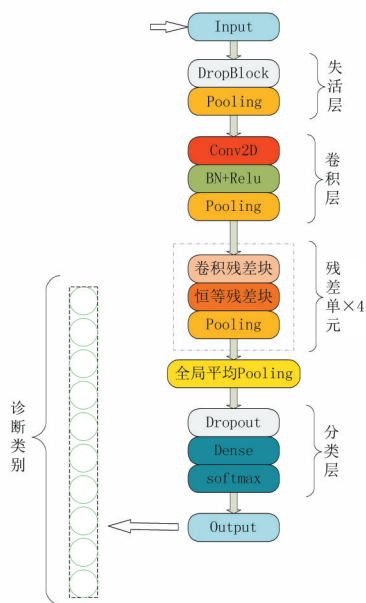 Input
DropBlock
Pooling
失活层
Conv2D
BN+Relu
Pooling
卷积层
卷积残差块
恒等残差块
Pooling
残差单元×4
全局平均Pooling
Dropout
Dense
softmax
分类层
Output
诊断类别